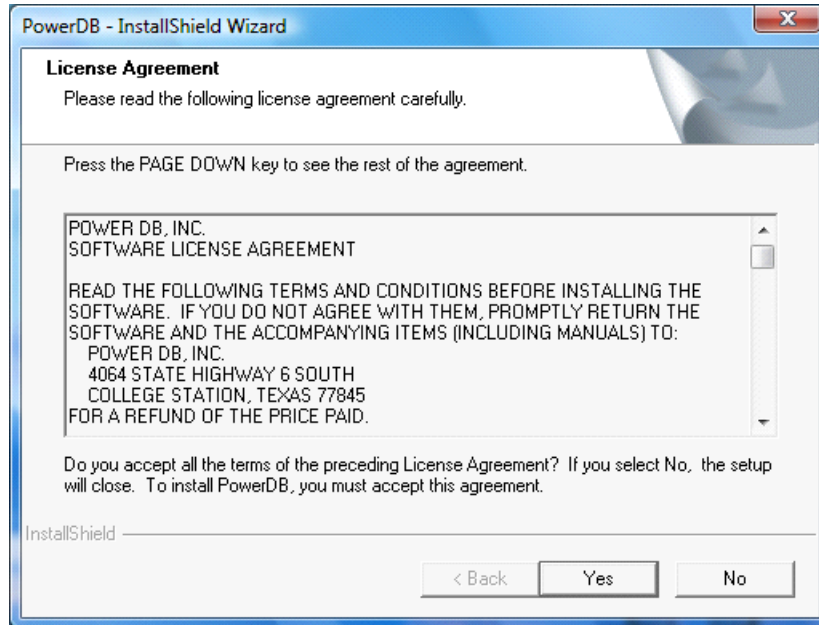 PowerDB - InstallShield Wizard
License Agreement
Please read the following license agreement carefully.
Press the PAGE DOWN key to see the rest of the agreement.
POWER DB, INC.
SOFTWARE LICENSE AGREEMENT
READ THE FOLLOWING TERMS AND CONDITIONS BEFORE INSTALLING THE
SOFTWARE.  IF YOU DO NOT AGREE WITH THEM, PROMPTLY RETURN THE
SOFTWARE AND THE ACCOMPANYING ITEMS (INCLUDING MANUALS) TO:
POWER DB, INC.
4064 STATE HIGHWAY 6 SOUTH
COLLEGE STATION, TEXAS 77845
FOR A REFUND OF THE PRICE PAID.
Do you accept all the terms of the preceding License Agreement?  If you select No,  the setup
will close.  To install PowerDB, you must accept this agreement.
InstallShield
< Back Yes No